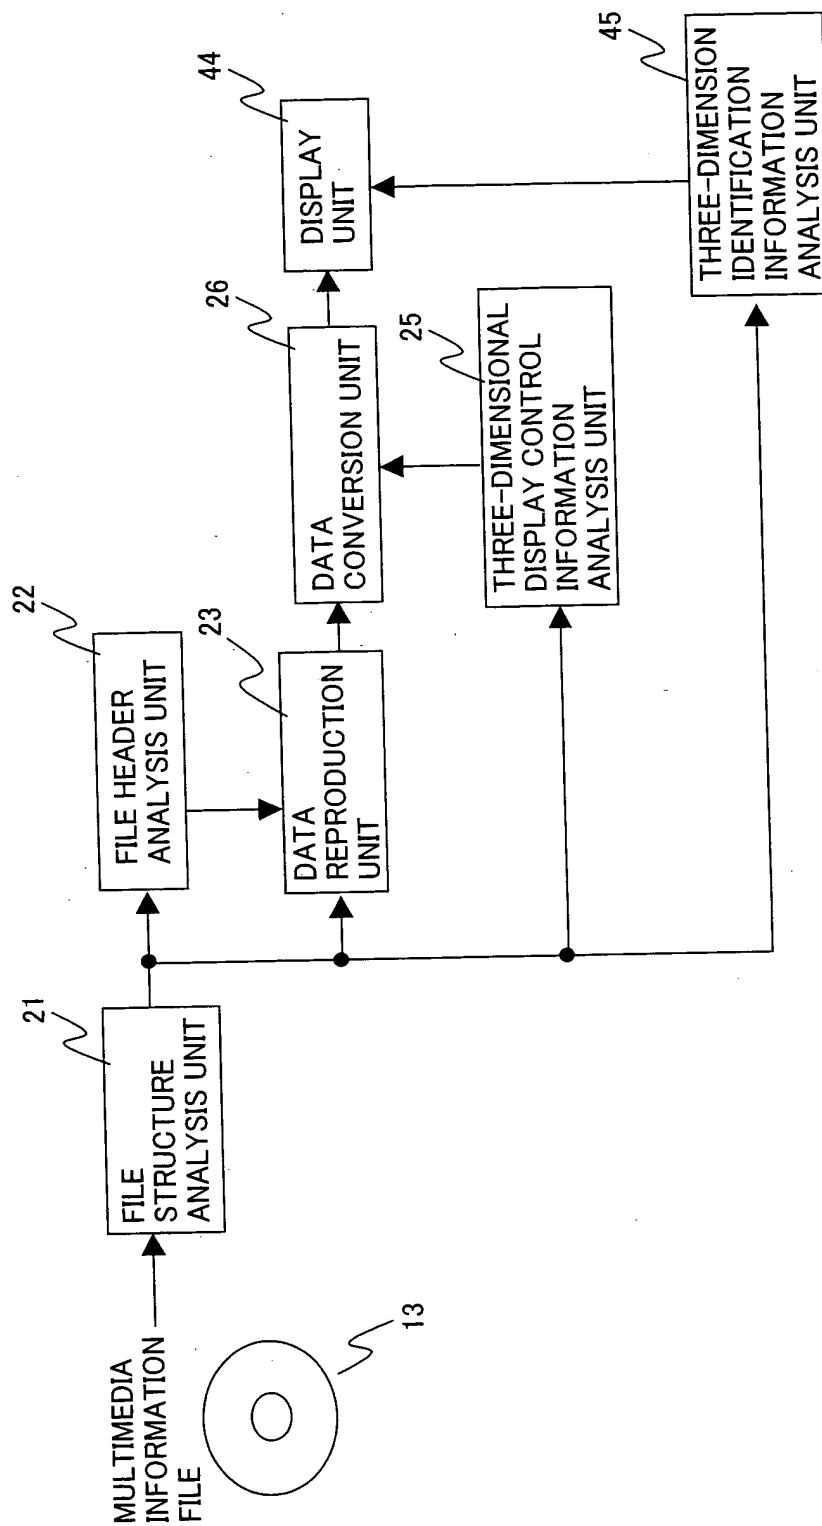 MULTIMEDIA
INFORMATION
FILE
13
21
FILE
STRUCTURE
ANALYSIS UNIT
22
FILE HEADER
ANALYSIS UNIT
23
DATA
REPRODUCTION
UNIT
26
DATA
CONVERSION UNIT
25
THREE-DIMENSIONAL
DISPLAY CONTROL
INFORMATION
ANALYSIS UNIT
44
DISPLAY
UNIT
45
THREE-DIMENSION
IDENTIFICATION
INFORMATION
ANALYSIS UNIT